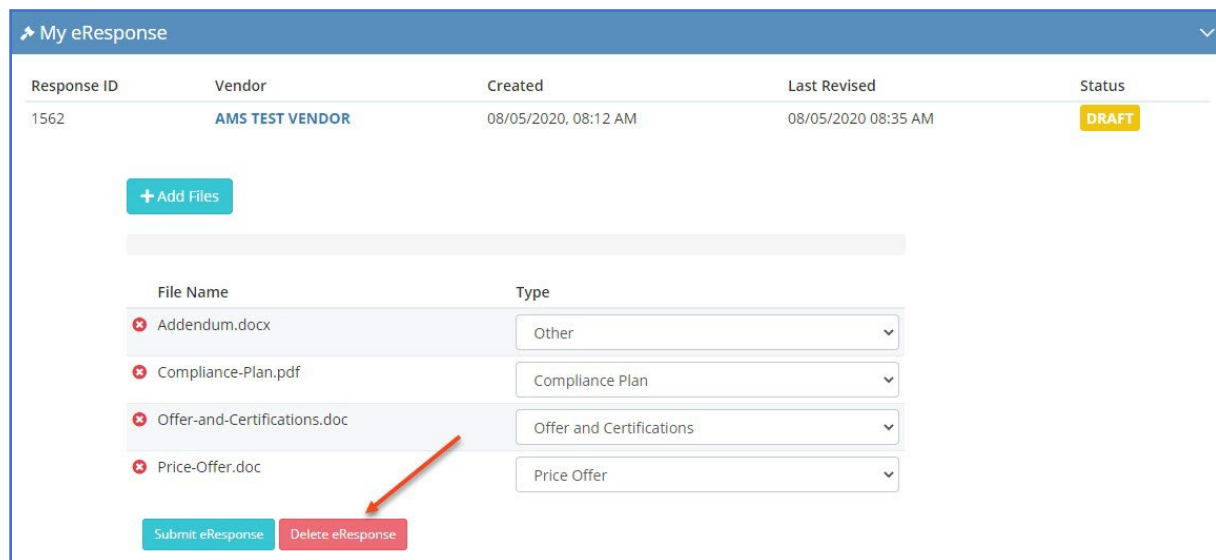 My eResponse
Response ID Vendor Created Last Revised Status
1562 AMS TEST VENDOR 08/05/2020, 08:12 AM 08/05/2020 08:35 AM DRAFT
Add Files
File Name Type
Addendum.docx Other
Compliance-Plan.pdf Compliance Plan
Offer-and-Certifications.doc Offer and Certifications
Price-Offer.doc Price Offer
Submit eResponse Delete eResponse